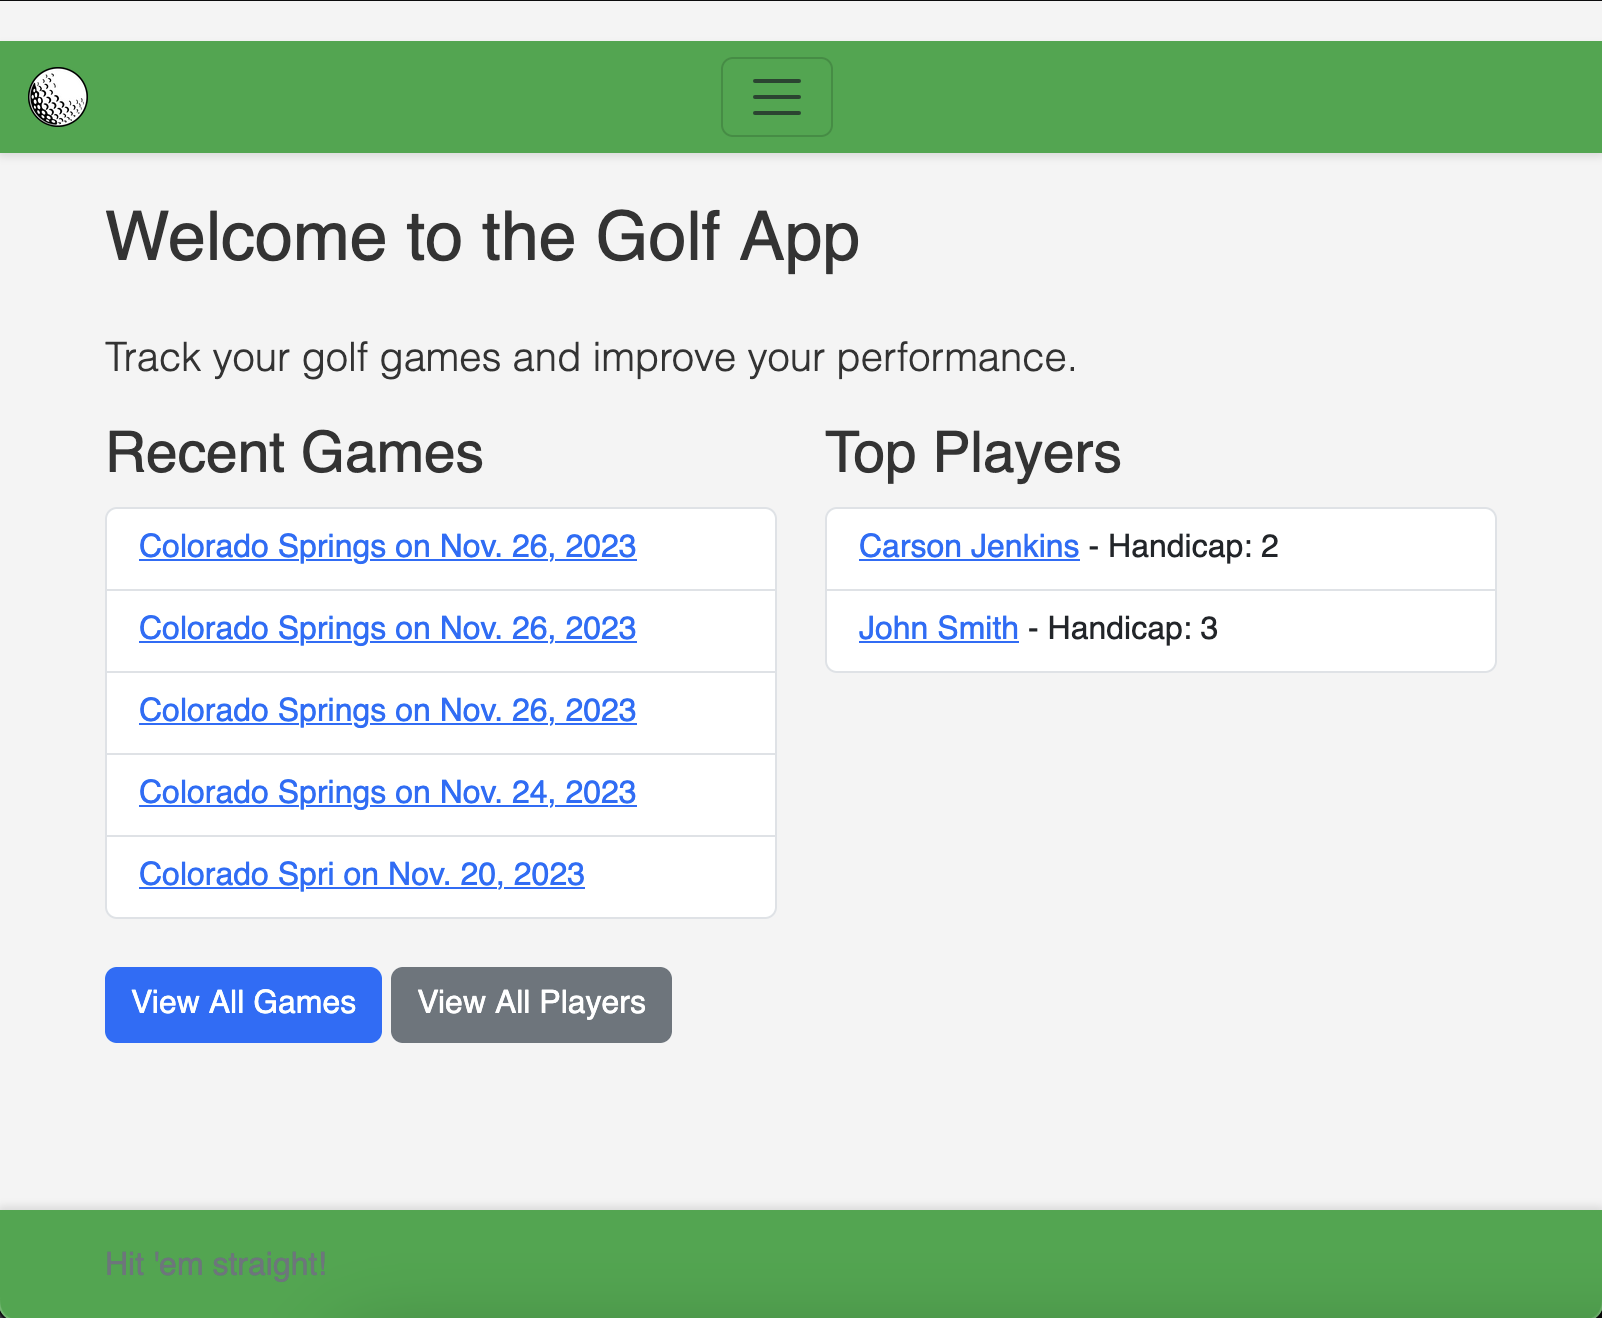 Welcome to the Golf App
Track your golf games and improve your performance.
Recent Games
Colorado Springs on Nov. 26, 2023
Colorado Springs on Nov. 26, 2023
Colorado Springs on Nov. 26, 2023
Colorado Springs on Nov. 24, 2023
Colorado Spri on Nov. 20, 2023
Top Players
Carson Jenkins - Handicap: 2
John Smith - Handicap: 3
View All Games
View All Players
Hit 'em straight!